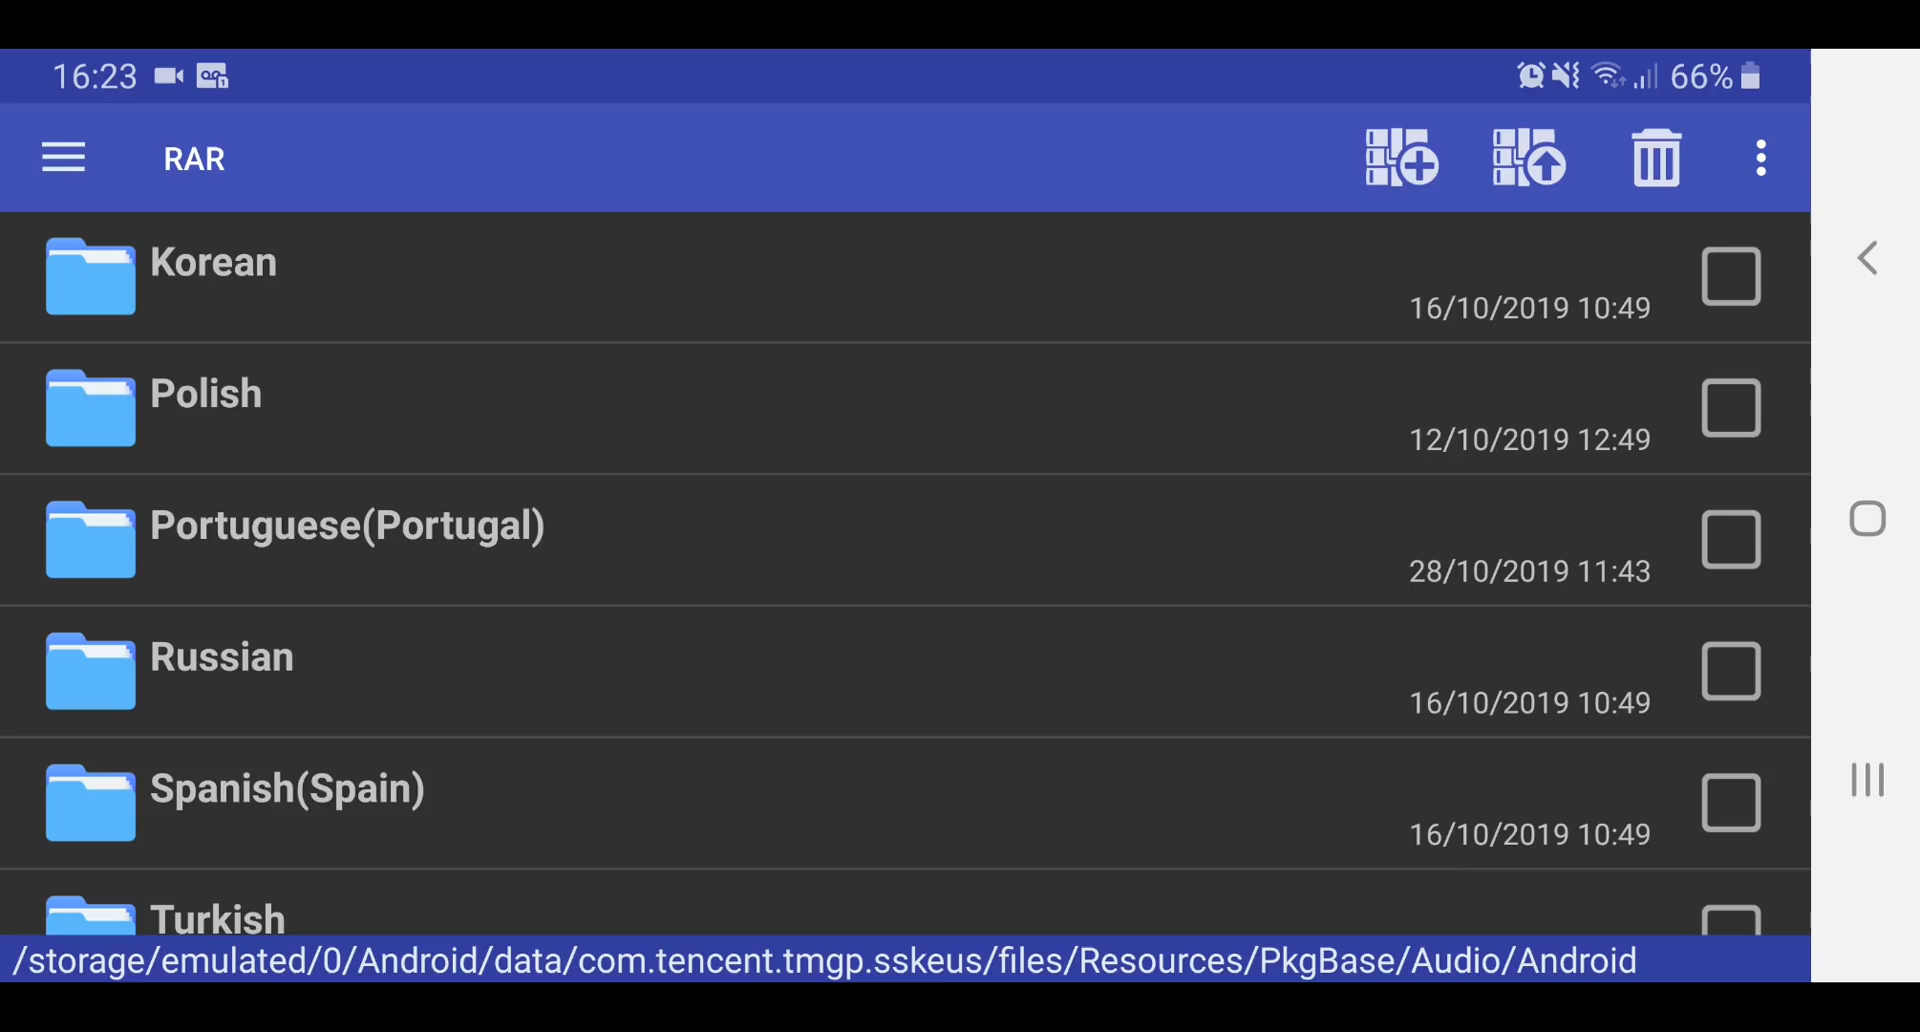 16:23
66%
RAR
Korean
16/10/2019 10:49
Polish
12/10/2019 12:49
Portuguese(Portugal)
28/10/2019 11:43
Russian
16/10/2019 10:49
Spanish(Spain)
16/10/2019 10:49
Turkish
/storage/emulated/0/Android/data/com.tencent.tmgp.sskeus/files/Resources/PkgBase/Audio/Android